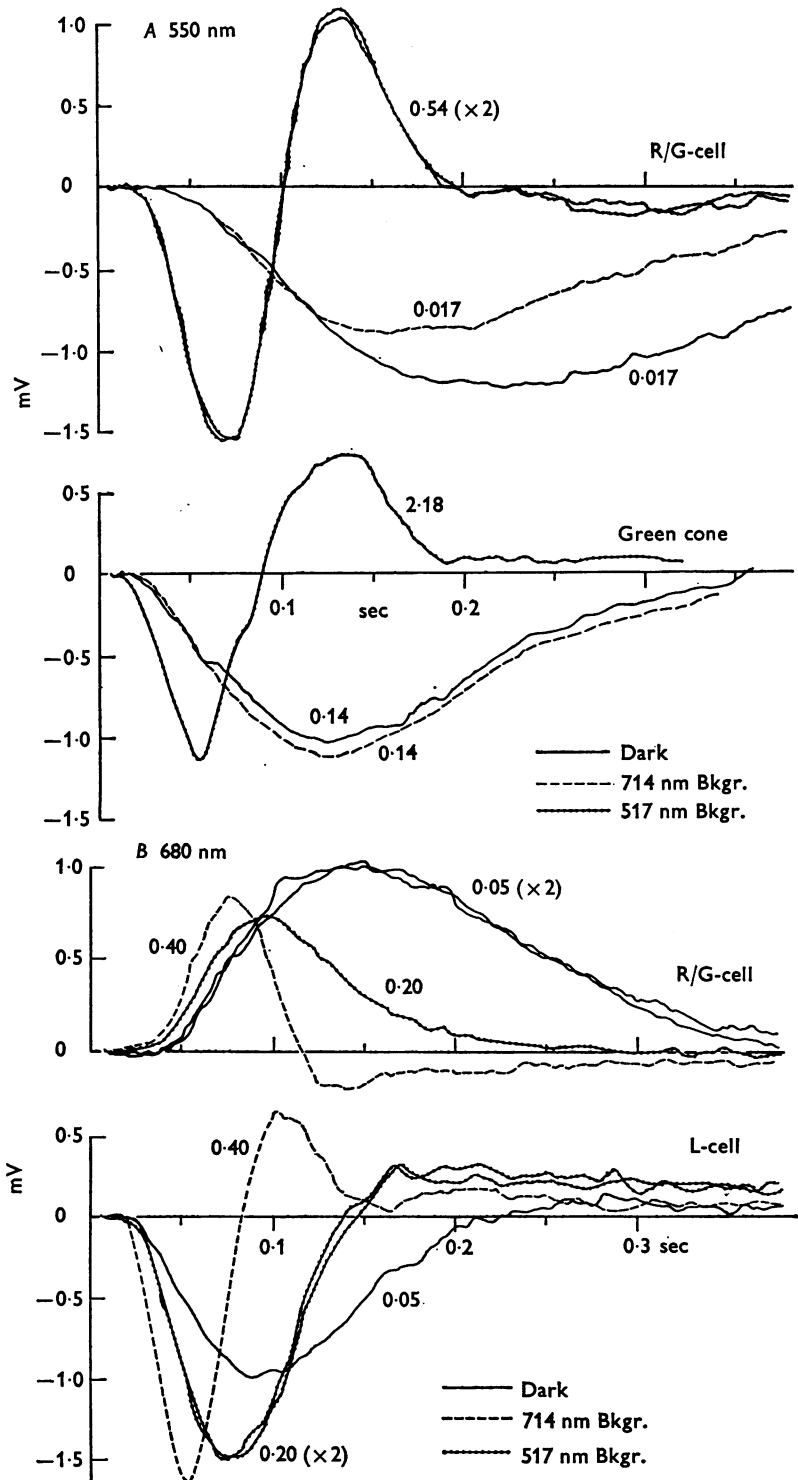 A 550 nm
1·0
0·5
0
−0·5
−1·0
−1·5
mV
0·54 (×2)
R/G-cell
0·017
0·017
0·5
0
−0·5
−1·0
−1·5
2·18
Green cone
0·1
sec
0·2
0·14
0·14
Dark
714 nm Bkgr.
517 nm Bkgr.
B 680 nm
1·0
0·5
0
0·05 (×2)
0·40
0·20
R/G-cell
0·5
0
−0·5
−1·0
−1·5
mV
0·40
L-cell
0·1
0·2
0·3 sec
0·05
0·20 (×2)
Dark
714 nm Bkgr.
517 nm Bkgr.